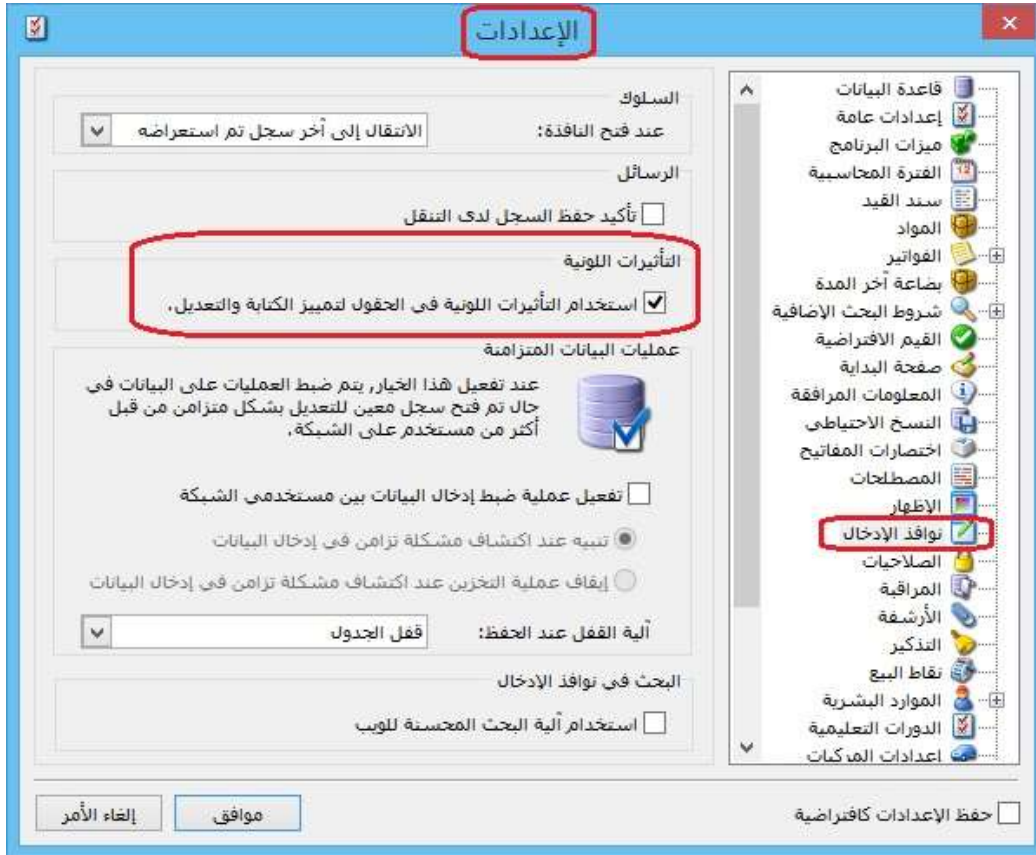 الإعدادات
قاعدة البيانات
إعدادات عامة
ميزات البرنامج
الفترة المحاسبية
سند القيد
المواد
الفواتير
بضاعة آخر المدة
شروط البحث الإضافية
القيم الافتراضية
صفحة البداية
المعلومات المرافقة
النسخ الاحتياطي
اختصارات المفاتيح
المصطلحات
الإظهار
نوافذ الإدخال
الصلاحيات
المراقبة
الأرشفة
التذكير
نقاط البيع
الموارد البشرية
الدورات التعليمية
إعدادات المركبات
السلوك
عند فتح النافذة: الانتقال إلى آخر سجل تم استعراضه
الرسائل
تأكيد حفظ السجل لدى التنقل
التأثيرات اللونية
استخدام التأثيرات اللونية في الحقول لتمييز الكتابة والتعديل.
عمليات البيانات المتزامنة
عند تفعيل هذا الخيار, يتم ضبط العمليات على البيانات في
حال تم فتح سجل معين للتعديل بشكل متزامن من قبل
أكثر من مستخدم على الشبكة.
تفعيل عملية ضبط إدخال البيانات بين مستخدمي الشبكة
تنبيه عند اكتشاف مشكلة تزامن في إدخال البيانات
إيقاف عملية التخزين عند اكتشاف مشكلة تزامن في إدخال البيانات
آلية القفل عند الحفظ: قفل الجدول
البحث في نوافذ الإدخال
استخدام آلية البحث المحسنة للويب
حفظ الإعدادات كافتراضية
موافق
إلغاء الأمر